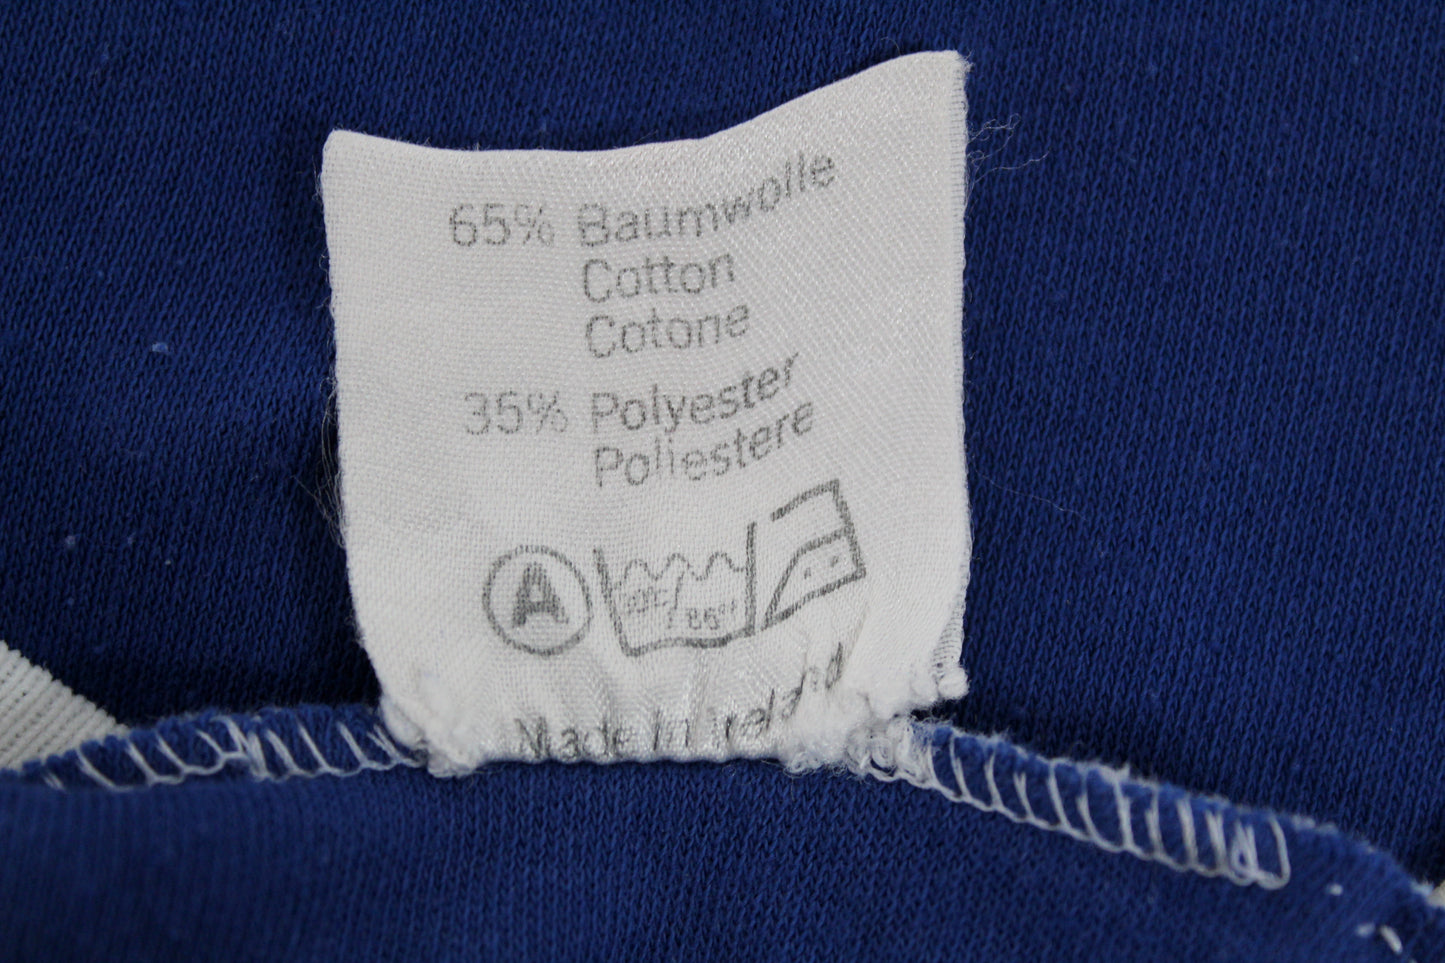 65% Baumwolle
Cotton
Cotone
35% Polyester
Poliestere
A
Made in Ireland